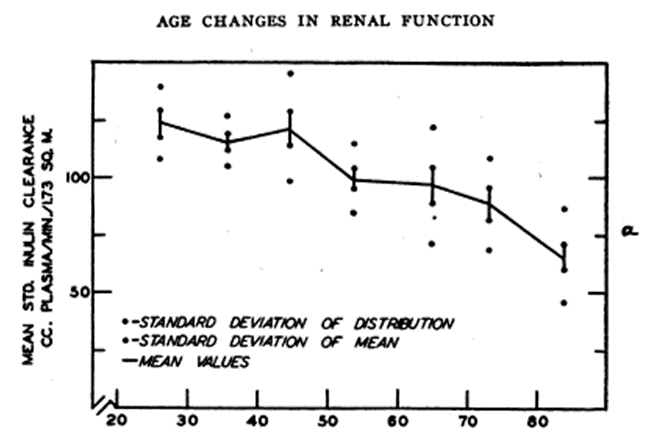 AGE CHANGES IN RENAL FUNCTION
MEAN STD. INULIN CLEARANCE
CC. PLASMA/MIN./1.73 SQ. M.
100
50
•-STANDARD DEVIATION OF DISTRIBUTION
•-STANDARD DEVIATION OF MEAN
—MEAN VALUES
a
20 30 40 50 60 70 80